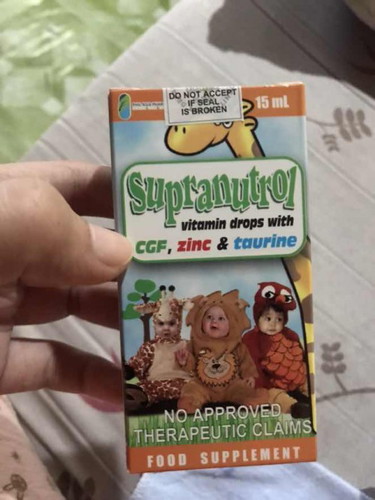 DO NOT ACCEPT
IF SEAL
IS BROKEN
15 mL
Supranutrol
vitamin drops with
CGF, zinc & taurine
NO APPROVED
THERAPEUTIC CLAIMS
FOOD SUPPLEMENT